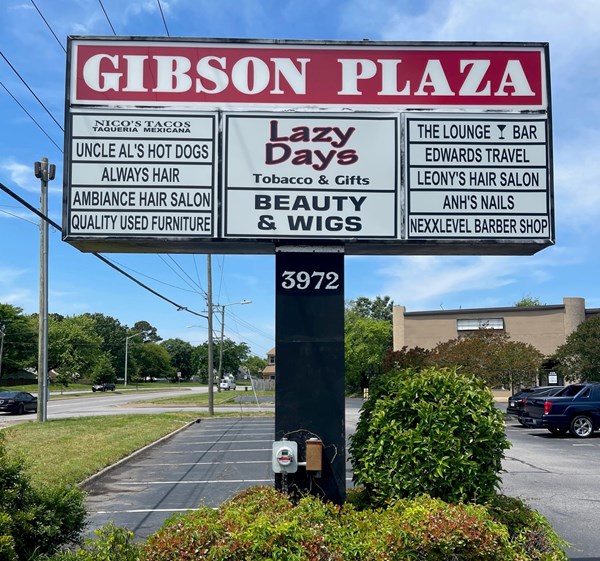 GIBSON PLAZA
NICO'S TACOS
TAQUERIA MEXICANA
UNCLE AL'S HOT DOGS
ALWAYS HAIR
AMBIANCE HAIR SALON
QUALITY USED FURNITURE
Lazy
Days
Tobacco & Gifts
BEAUTY
& WIGS
THE LOUNGE BAR
EDWARDS TRAVEL
LEONY'S HAIR SALON
ANH'S NAILS
NEXXLEVEL BARBER SHOP
3972